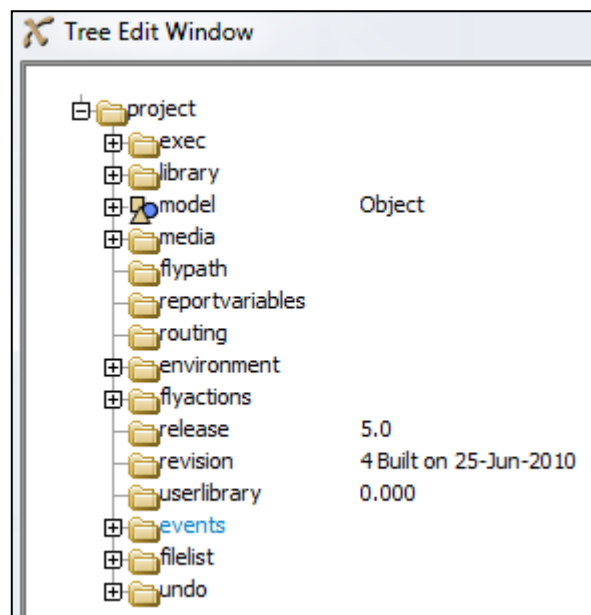 Tree Edit Window
project
exec
library
model Object
media
flypath
reportvariables
routing
environment
flyactions
release 5.0
revision 4 Built on 25-Jun-2010
userlibrary 0.000
events
filelist
undo